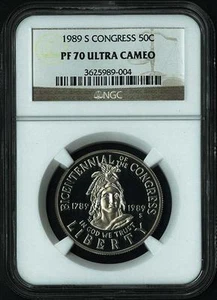 1989 S CONGRESS 50C
PF 70 ULTRA CAMEO
3625989-004
NGC
BICENTENNIAL OF THE CONGRESS
1789 1989
S
IN GOD WE TRUST
LIBERTY